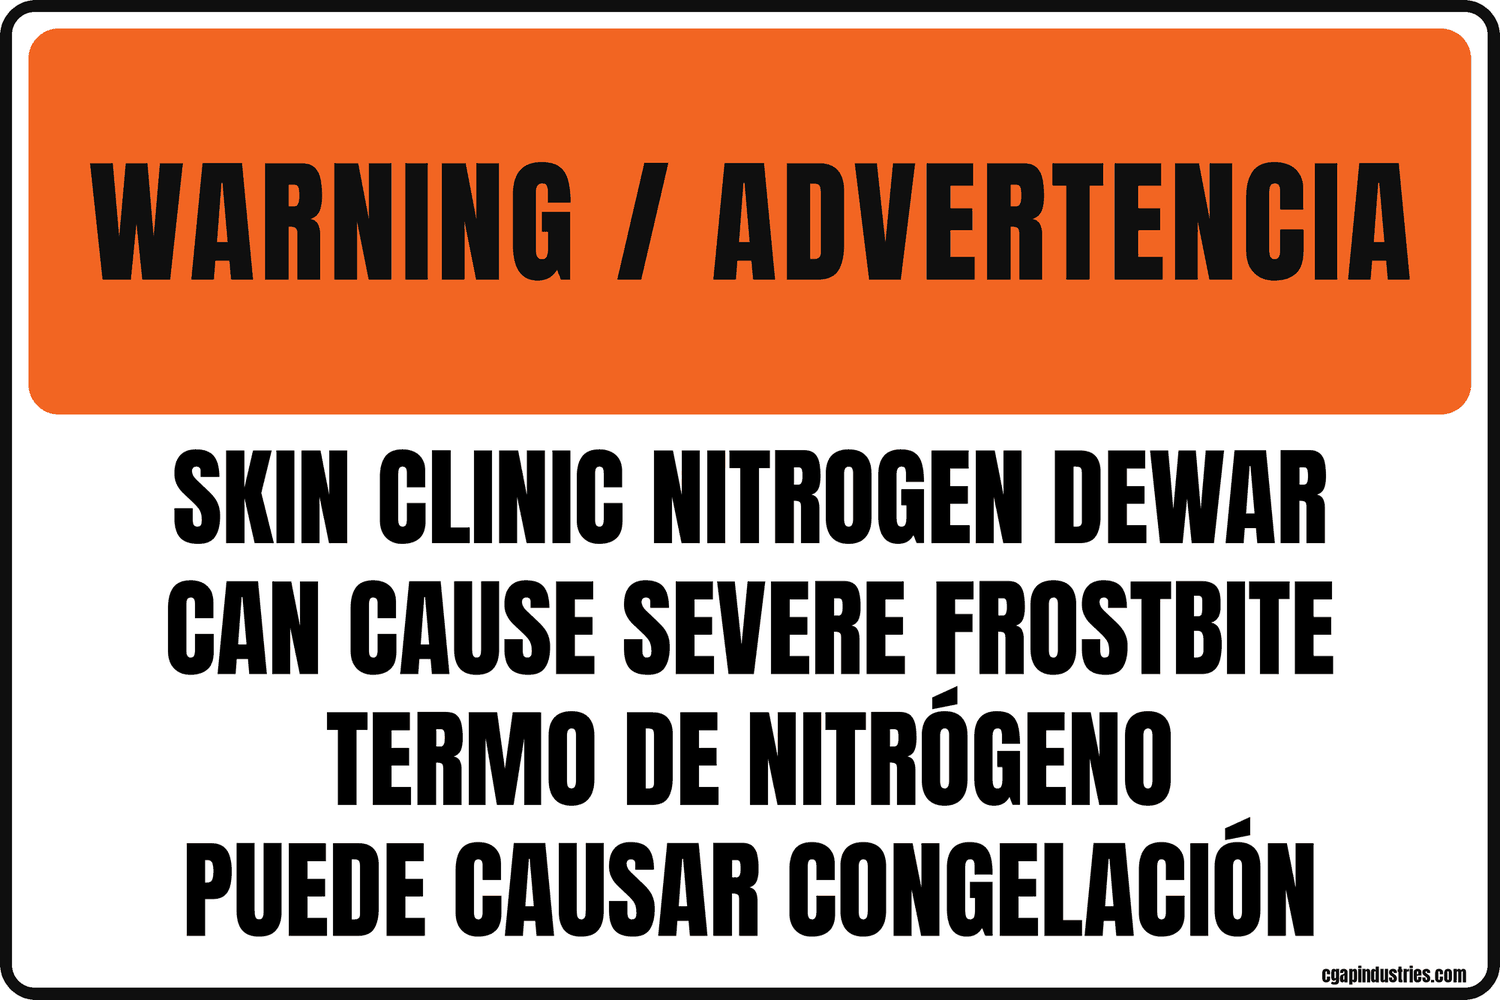 WARNING / ADVERTENCIA
SKIN CLINIC NITROGEN DEWAR
CAN CAUSE SEVERE FROSTBITE
TERMO DE NITRÓGENO
PUEDE CAUSAR CONGELACIÓN
cgapindustries.com